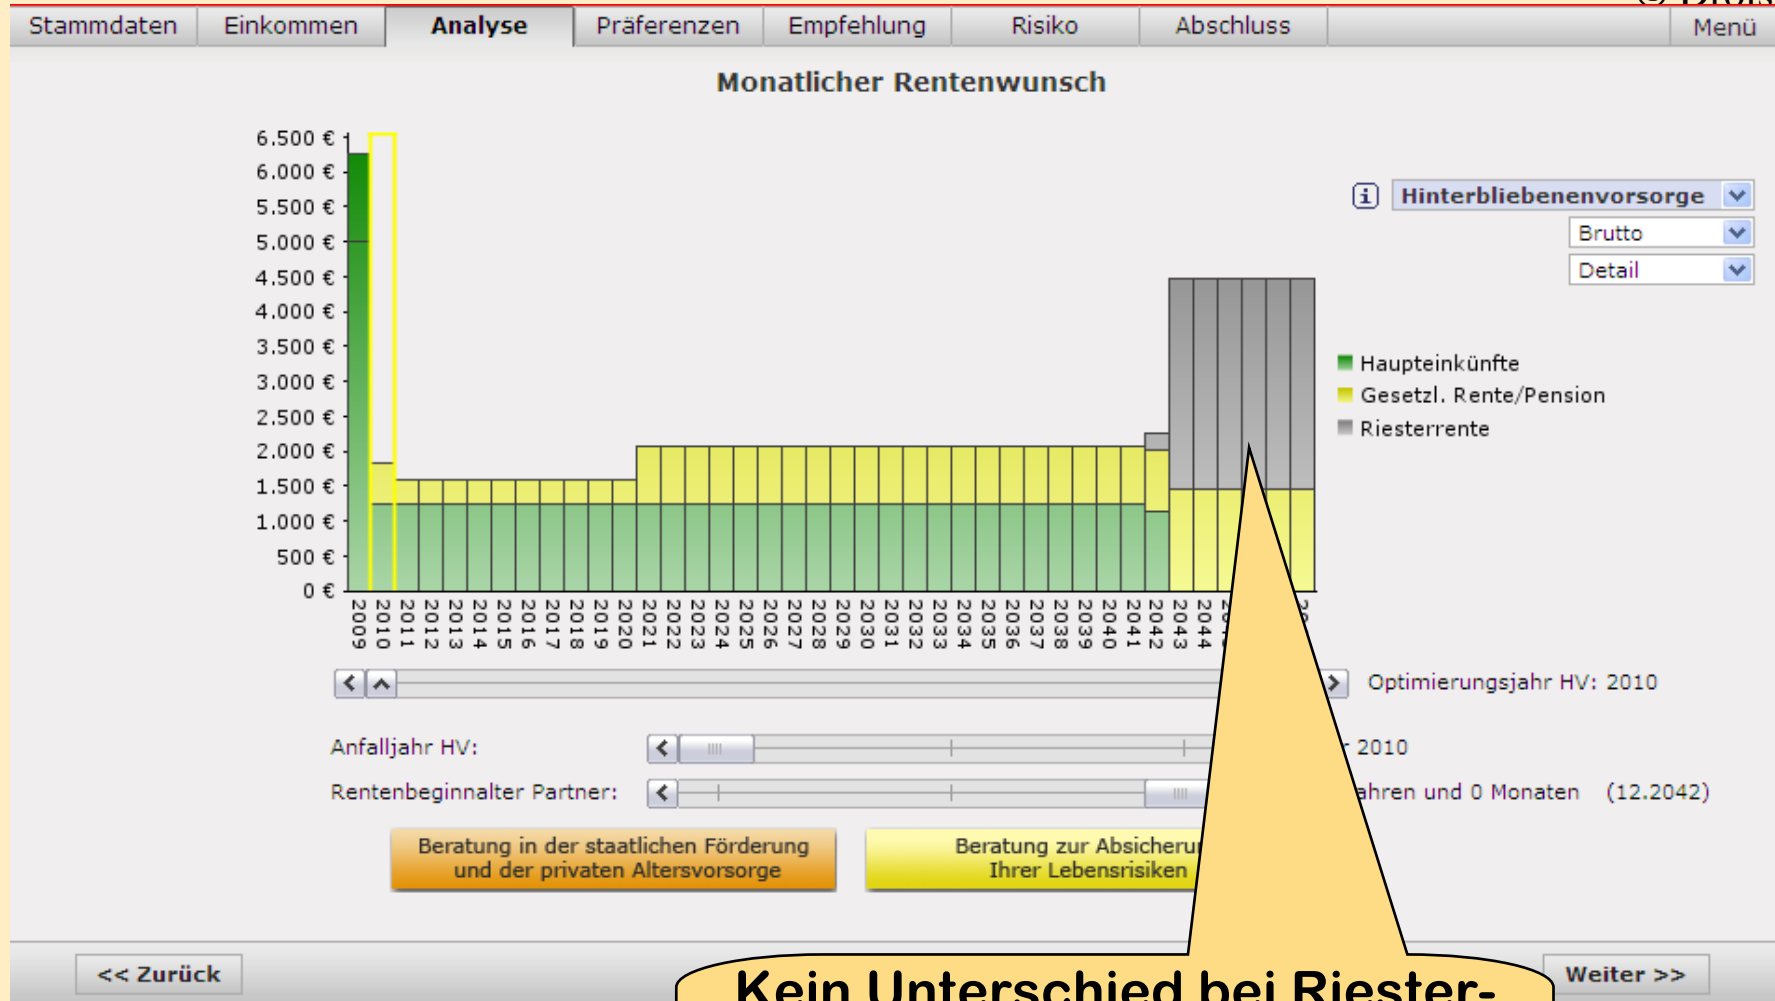 Stammdaten Einkommen Analyse Präferenzen Empfehlung Risiko Abschluss Menü
Monatlicher Rentenwunsch
6.500 €
6.000 €
5.500 €
5.000 €
4.500 €
4.000 €
3.500 €
3.000 €
2.500 €
2.000 €
1.500 €
1.000 €
500 €
0 €
Hinterbliebenenvorsorge
Brutto
Detail
Haupteinkünfte
Gesetzl. Rente/Pension
Riesterrente
2009 2010 2011 2012 2013 2014 2015 2016 2017 2018 2019 2020 2021 2022 2023 2024 2025 2026 2027 2028 2029 2030 2031 2032 2033 2034 2035 2036 2037 2038 2039 2040 2041 2042 2043 2044
Optimierungsjahr HV: 2010
Anfalljahr HV: 2010
Rentenbeginnalter Partner: und 0 Monaten (12.2042)
Beratung in der staatlichen Förderung
und der privaten Altersvorsorge
Beratung zur
Ihrer Lebensrisiken
<< Zurück
Weiter >>
Kein Unterschied bei Riester-